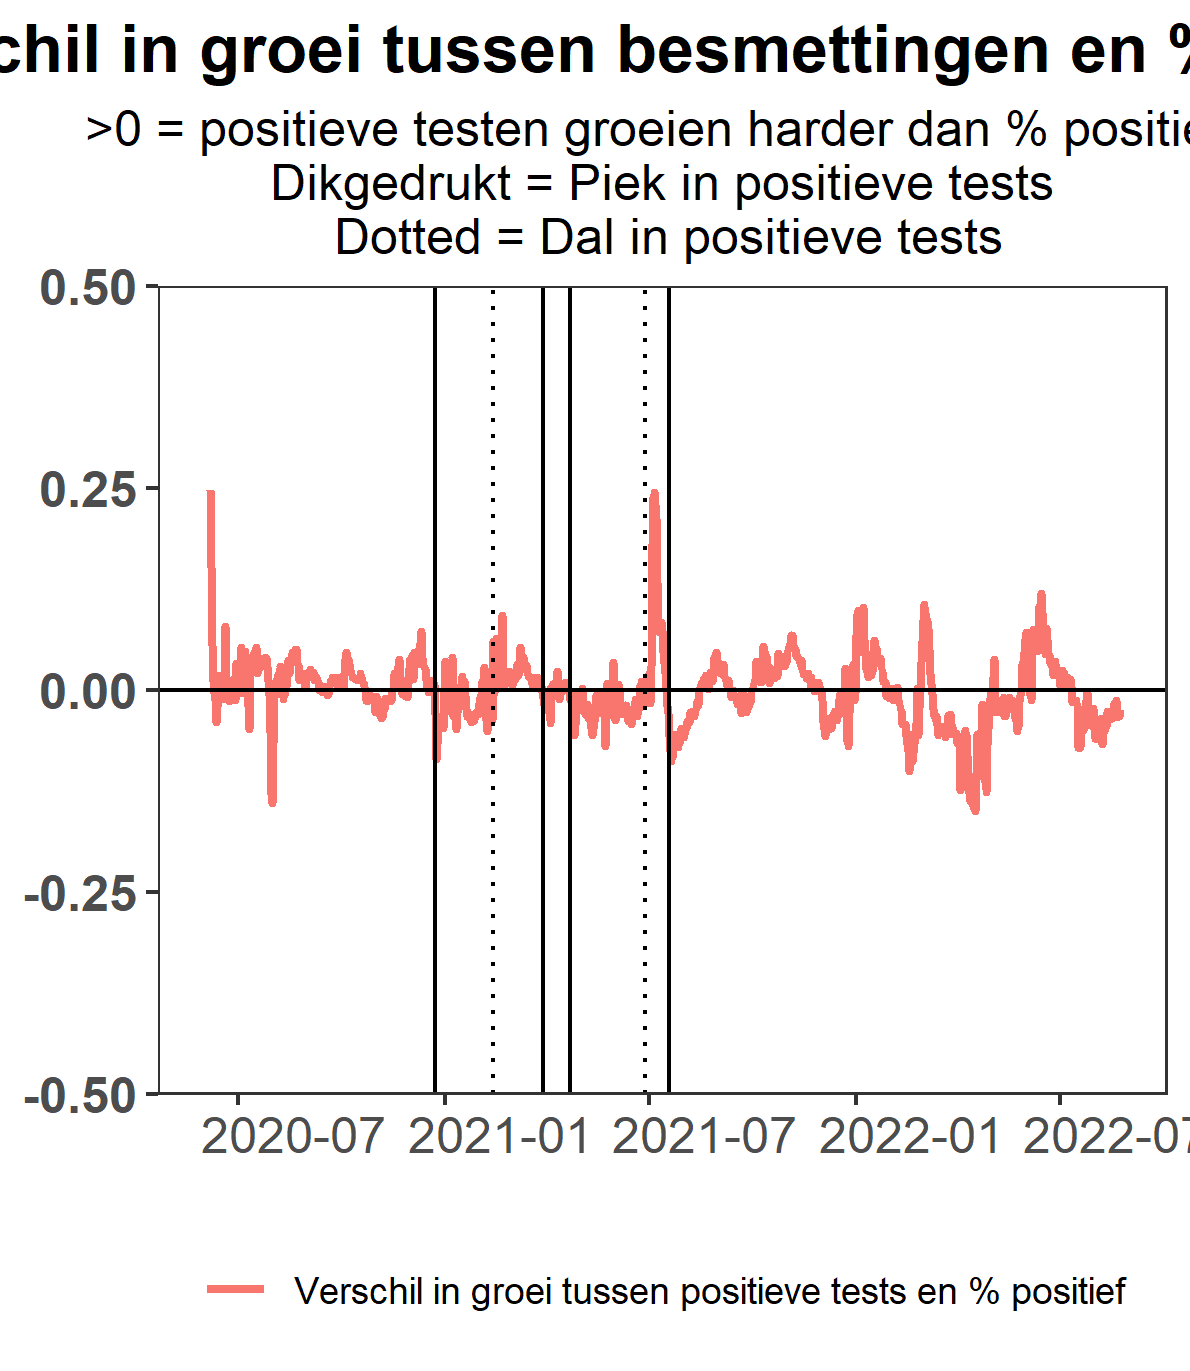 chil in groei tussen besmettingen en %
>0 = positieve testen groeien harder dan % positie
Dikgedrukt = Piek in positieve tests
Dotted = Dal in positieve tests
0.50
0.25
0.00
-0.25
-0.50
2020-07 2021-01 2021-07 2022-01 2022-07
Verschil in groei tussen positieve tests en % positief